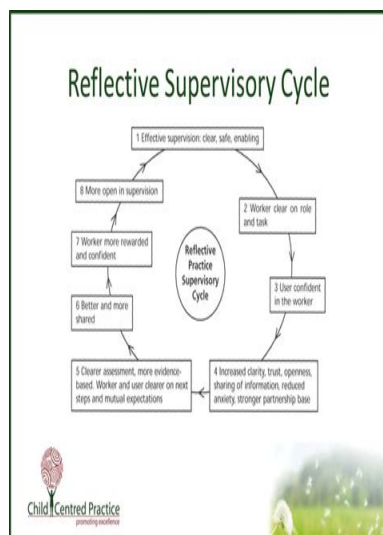 Reflective Supervisory Cycle
1 Effective supervision: clear, safe, enabling
2 Worker clear on role
and task
3 User confident
in the worker
4 Increased clarity, trust, openness,
sharing of information, reduced
anxiety, stronger partnership base
5 Clearer assessment, more evidence-
based. Worker and user clearer on next
steps and mutual expectations
6 Better and more
shared
7 Worker more rewarded
and confident
8 More open in supervision
Reflective
Practice
Supervisory
Cycle
Child Centred Practice
promoting excellence